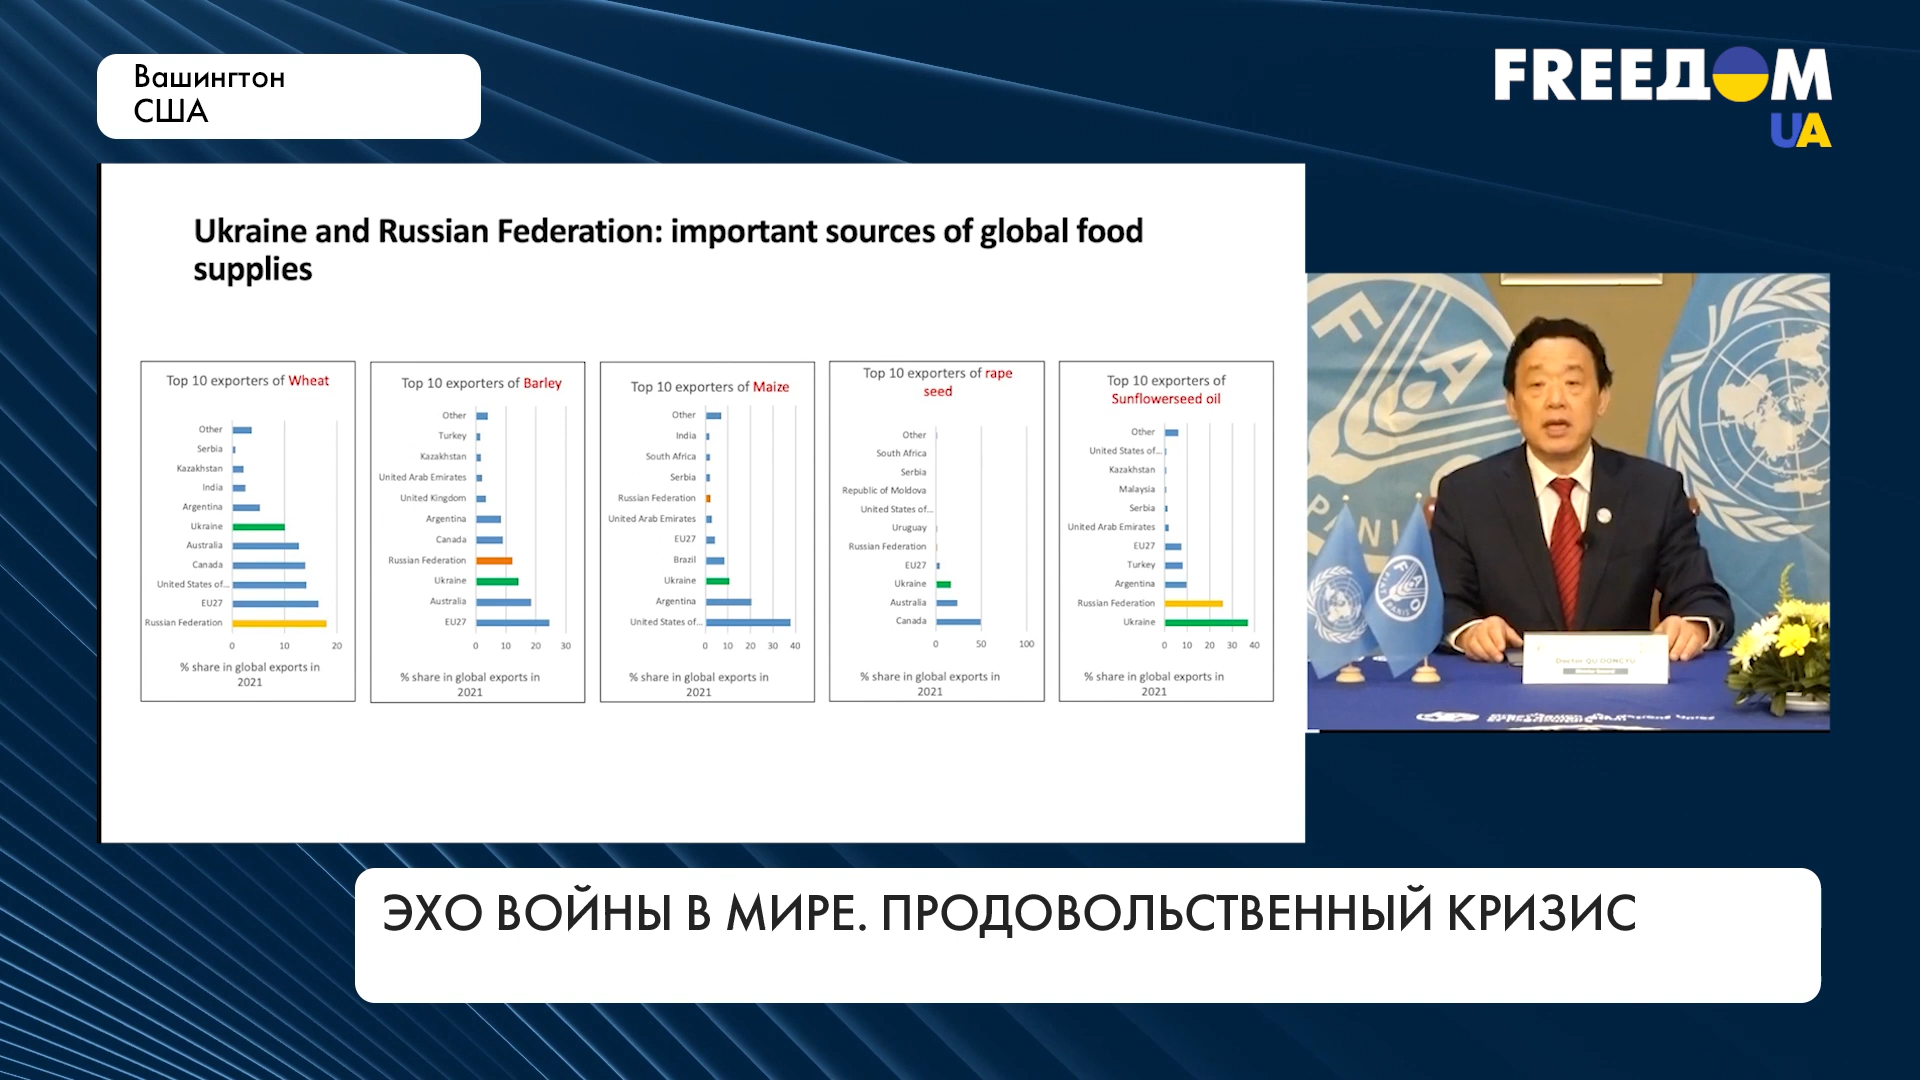 Вашингтон
США
FREEДOM
UA
Ukraine and Russian Federation: important sources of global food
supplies
Top 10 exporters of Wheat
Other
Serbia
Kazakhstan
India
Argentina
Ukraine
Australia
Canada
United States of...
EU27
Russian Federation
0 10 20
% share in global exports in
2021
Top 10 exporters of Barley
Other
Turkey
Kazakhstan
United Arab Emirates
United Kingdom
Argentina
Canada
Russian Federation
Ukraine
Australia
EU27
0 10 20 30
% share in global exports in
2021
Top 10 exporters of Maize
Other
India
South Africa
Serbia
Russian Federation
United Arab Emirates
EU27
Brazil
Ukraine
Argentina
United States of...
0 10 20 30 40
% share in global exports in
2021
Top 10 exporters of rape
seed
Other
South Africa
Serbia
Republic of Moldova
United States of...
Uruguay
Russian Federation
EU27
Ukraine
Australia
Canada
0 50 100
% share in global exports in
2021
Top 10 exporters of
Sunflowerseed oil
Other
United States of...
Kazakhstan
Malaysia
Serbia
United Arab Emirates
EU27
Turkey
Argentina
Russian Federation
Ukraine
0 10 20 30 40
% share in global exports in
2021
F A
PANIS
FAO
Doctor QU DONGYU
ЭХО ВОЙНЫ В МИРЕ. ПРОДОВОЛЬСТВЕННЫЙ КРИЗИС